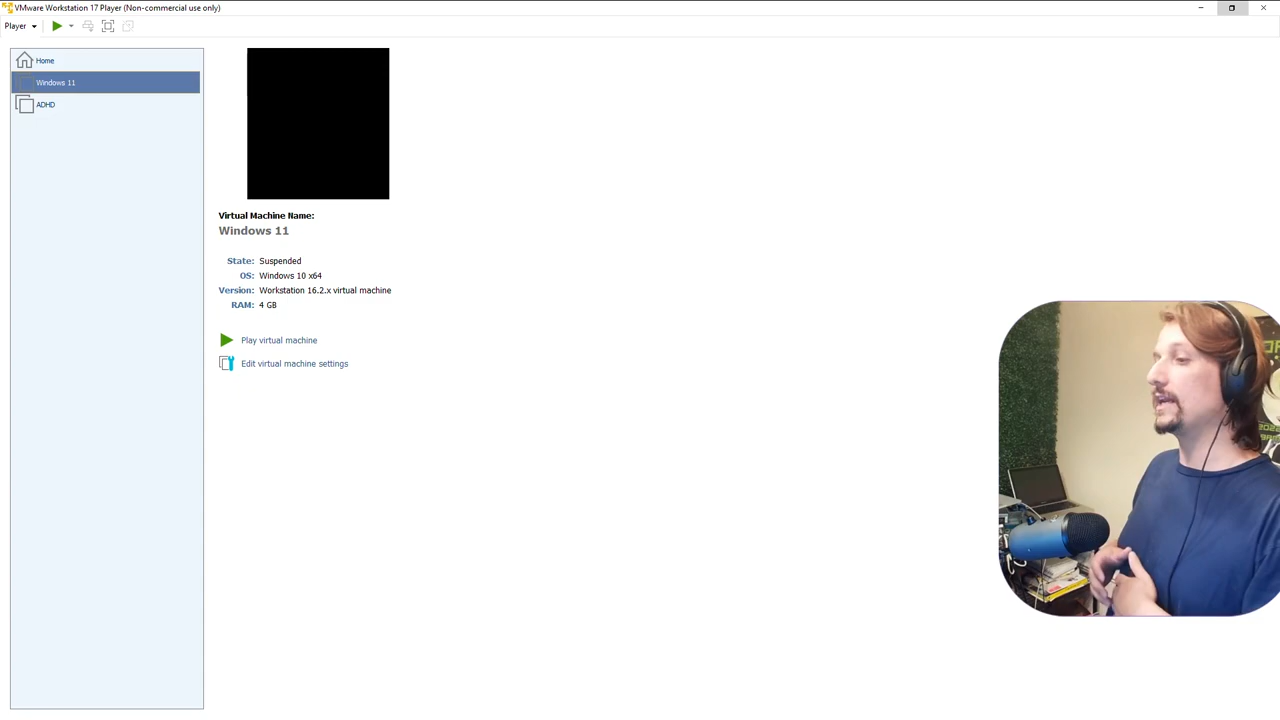 VMware Workstation 17 Player (Non-commercial use only)
Player
Home
Windows 11
ADHD
Virtual Machine Name:
Windows 11
State: Suspended
OS: Windows 10 x64
Version: Workstation 16.2.x virtual machine
RAM: 4 GB
Play virtual machine
Edit virtual machine settings